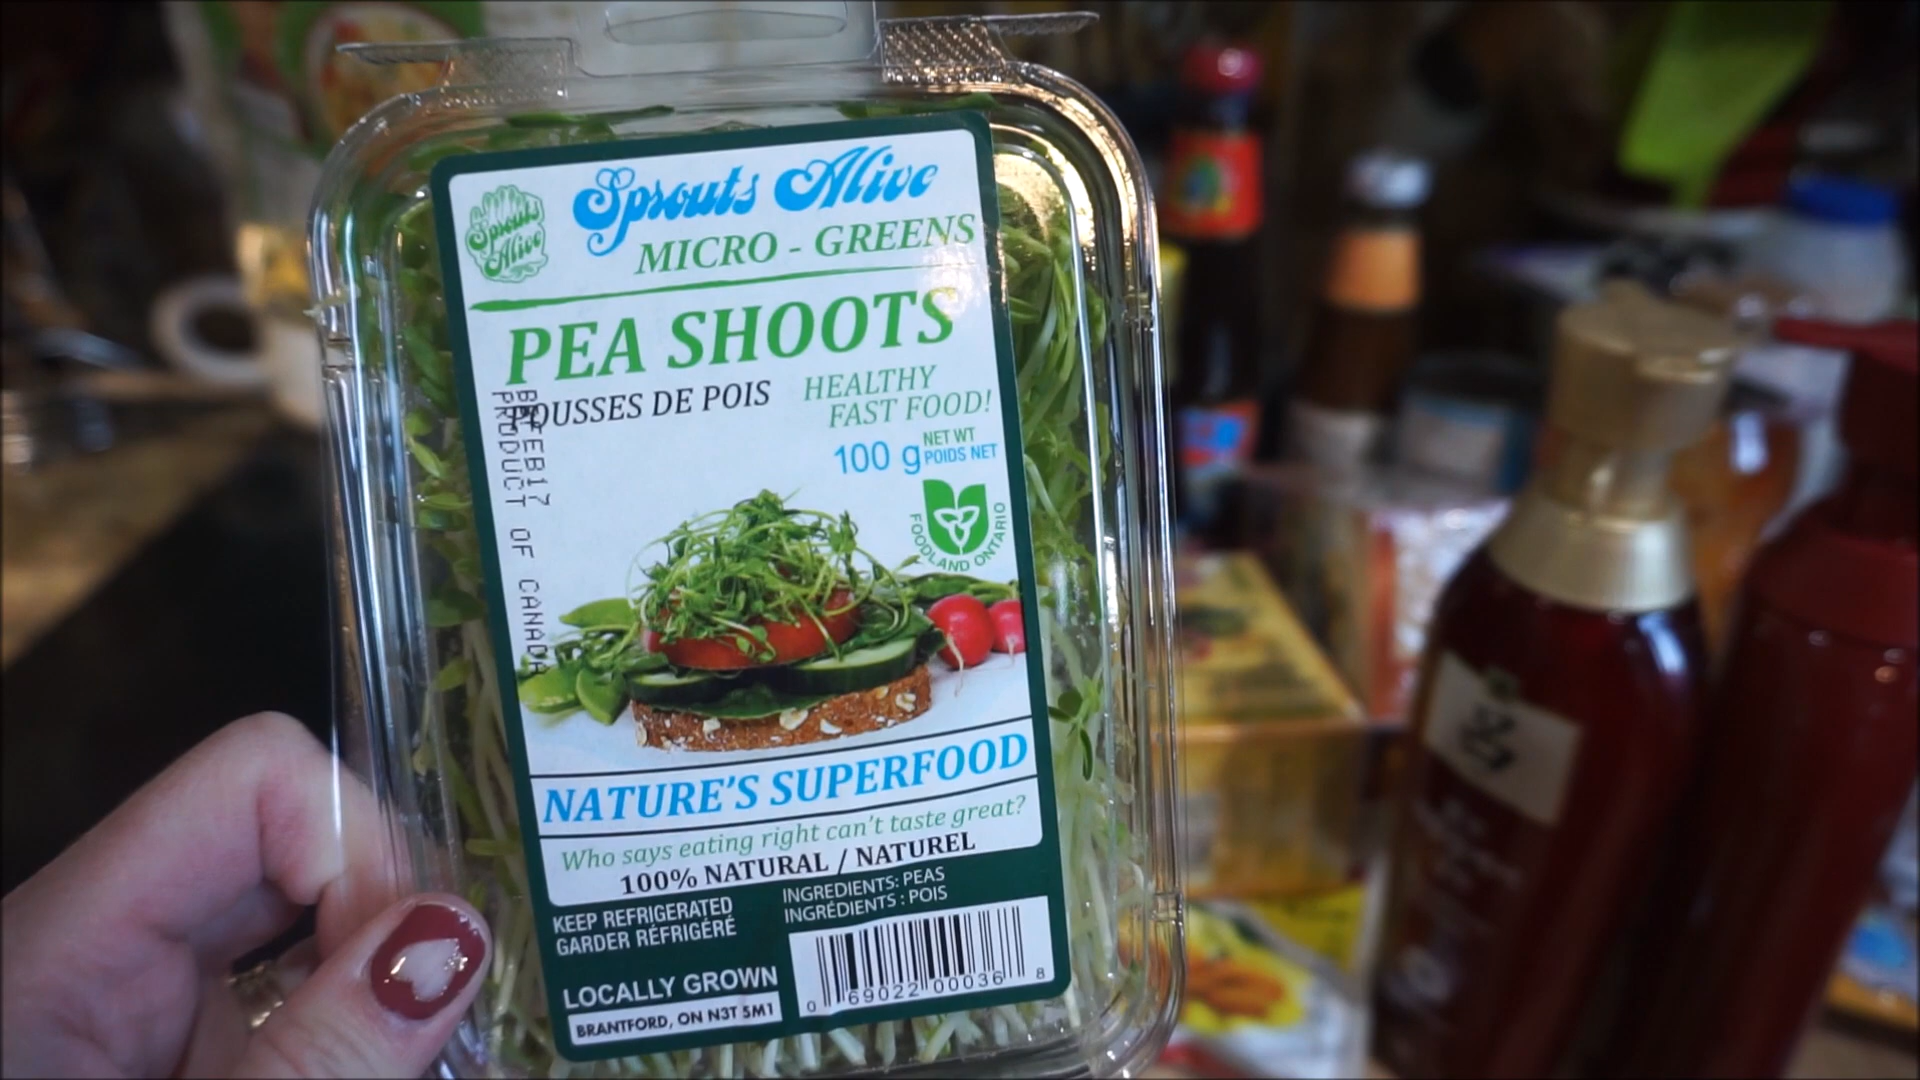 Sprouts Alive
Sprouts
Alive
MICRO - GREENS
PEA SHOOTS
POUSSES DE POIS
HEALTHY
FAST FOOD!
100 g NET WT
POIDS NET
FOODLAND ONTARIO
PRODUCT OF CANADA
NATURE'S SUPERFOOD
Who says eating right can't taste great?
100% NATURAL / NATUREL
KEEP REFRIGERATED
GARDER RÉFRIGÉRÉ
INGREDIENTS: PEAS
INGRÉDIENTS : POIS
LOCALLY GROWN
BRANTFORD, ON N3T 5M1
0 69022 00036 8